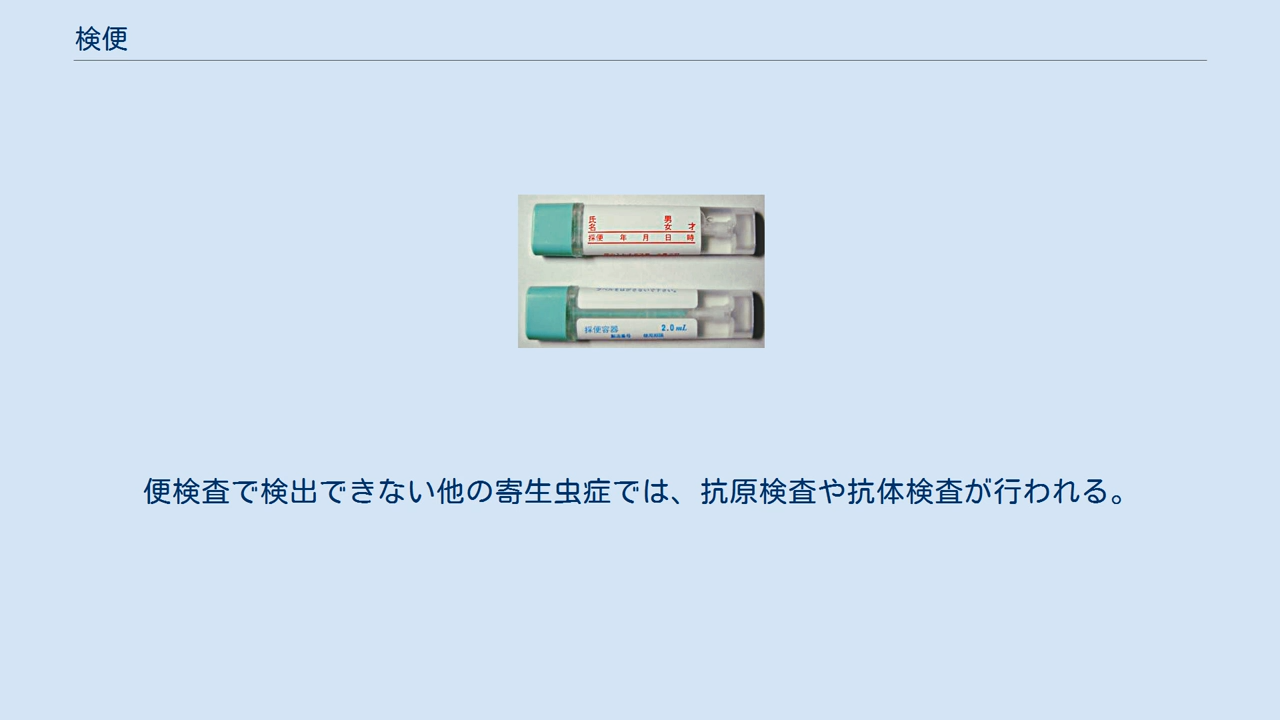 検便
氏名 男女 才
採便 年 月 日 時
採便容器 2.0 ml
便検査で検出できない他の寄生虫症では、抗原検査や抗体検査が行われる。